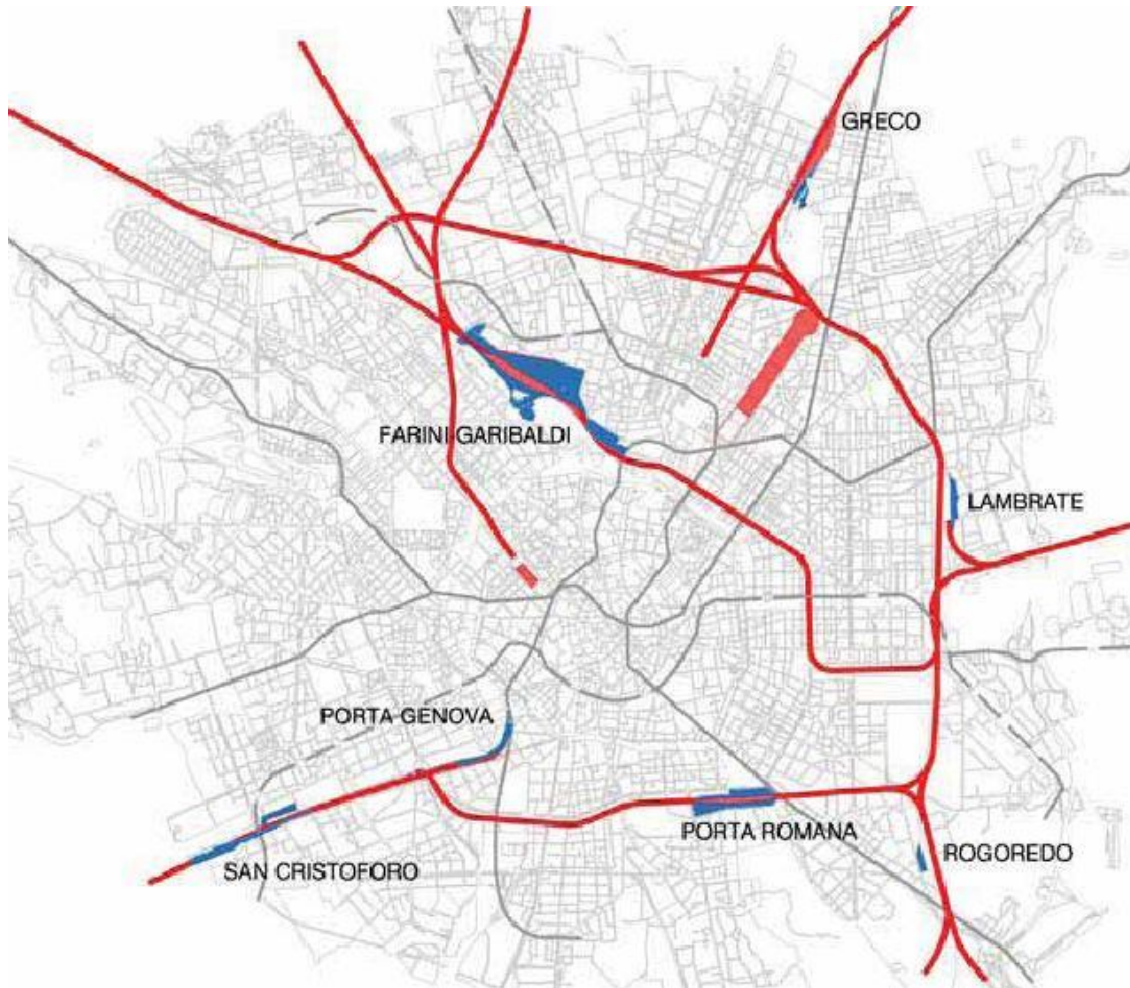 GRECO
FARINI-GARIBALDI
LAMBRATE
PORTA GENOVA
PORTA ROMANA
ROGOREDO
SAN CRISTOFORO